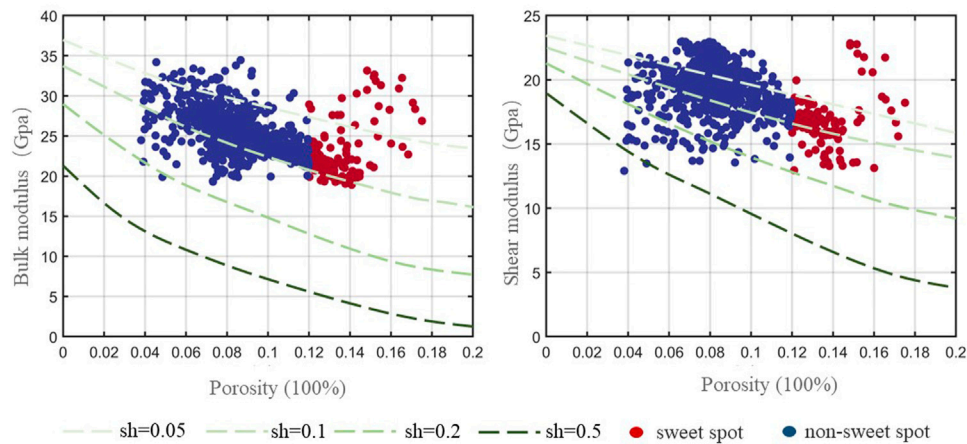 40
35
30
25
20
15
10
5
0
Bulk modulus (Gpa)
0 0.02 0.04 0.06 0.08 0.1 0.12 0.14 0.16 0.18 0.2
Porosity (100%)
25
20
15
10
5
0
Shear modulus (Gpa)
0 0.02 0.04 0.06 0.08 0.1 0.12 0.14 0.16 0.18 0.2
Porosity (100%)
sh=0.05 sh=0.1 sh=0.2 sh=0.5 sweet spot non-sweet spot